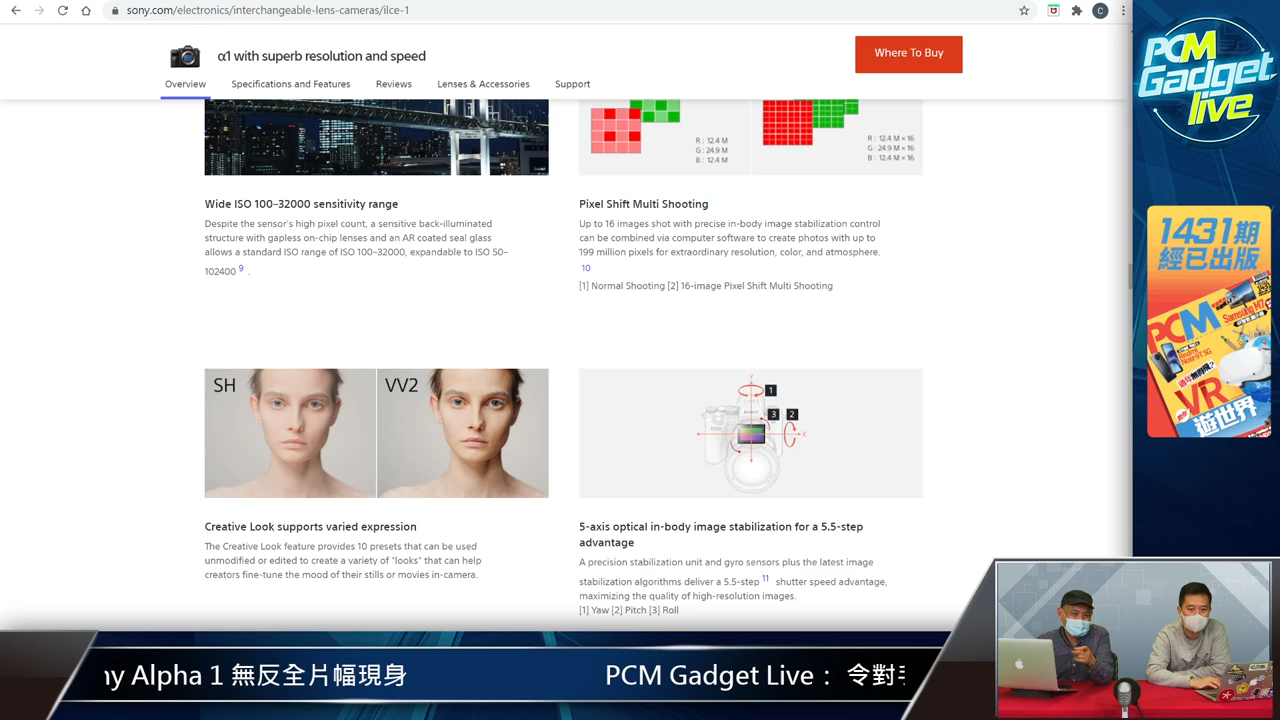 sony.com/electronics/interchangeable-lens-cameras/ilce-1
C
α1 with superb resolution and speed
Where To Buy
Overview
Specifications and Features
Reviews
Lenses & Accessories
Support
R : 12.4 M
G : 24.9 M
B : 12.4 M
R : 12.4 M × 16
G : 24.9 M × 16
B : 12.4 M × 16
Wide ISO 100–32000 sensitivity range
Despite the sensor's high pixel count, a sensitive back-illuminated
structure with gapless on-chip lenses and an AR coated seal glass
allows a standard ISO range of ISO 100–32000, expandable to ISO 50–
102400 9 .
Pixel Shift Multi Shooting
Up to 16 images shot with precise in-body image stabilization control
can be combined via computer software to create photos with up to
199 million pixels for extraordinary resolution, color, and atmosphere.
10
[1] Normal Shooting [2] 16-image Pixel Shift Multi Shooting
SH
VV2
Y
1
3
2
X
Creative Look supports varied expression
The Creative Look feature provides 10 presets that can be used
unmodified or edited to create a variety of "looks" that can help
creators fine-tune the mood of their stills or movies in-camera.
5-axis optical in-body image stabilization for a 5.5-step
advantage
A precision stabilization unit and gyro sensors plus the latest image
stabilization algorithms deliver a 5.5-step 11 shutter speed advantage,
maximizing the quality of high-resolution images.
[1] Yaw [2] Pitch [3] Roll
PCM
Gadget
live
1431期
經已出版
PCM
Samsung M7
Redmi
Note9T 5G
VR
遊世界
ny Alpha 1 無反全片幅現身
PCM Gadget Live： 令對手